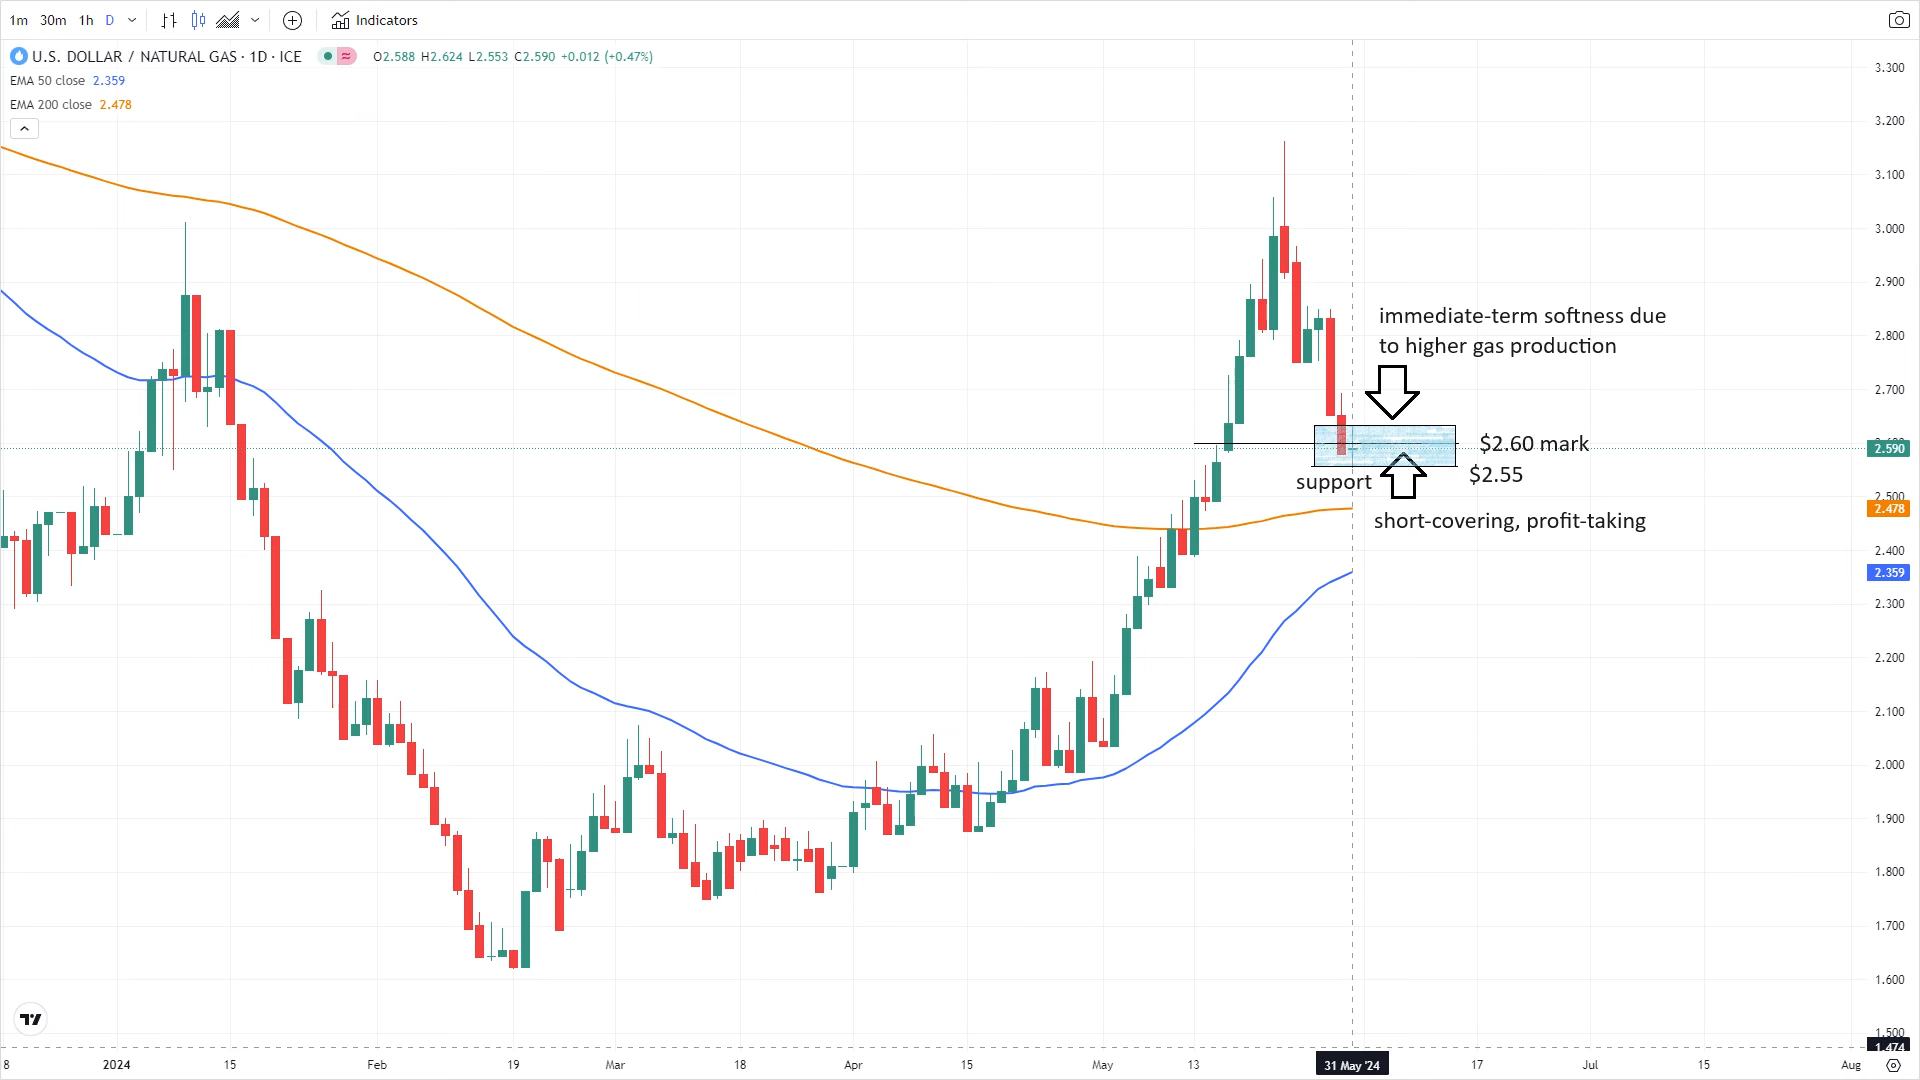 1m 30m 1h D Indicators
U.S. DOLLAR / NATURAL GAS · 1D · ICE O2.588 H2.624 L2.553 C2.590 +0.012 (+0.47%)
EMA 50 close 2.359
EMA 200 close 2.478
3.300
3.200
3.100
3.000
2.900
immediate-term softness due
to higher gas production
2.800
2.700
$2.60 mark
2.590
$2.55
support
2.500
2.478
short-covering, profit-taking
2.400
2.359
2.300
2.200
2.100
2.000
1.900
1.800
1.700
1.600
1.500
1.474
8 2024 15 Feb 19 Mar 18 Apr 15 May 13 31 May '24 17 Jul 15 Aug